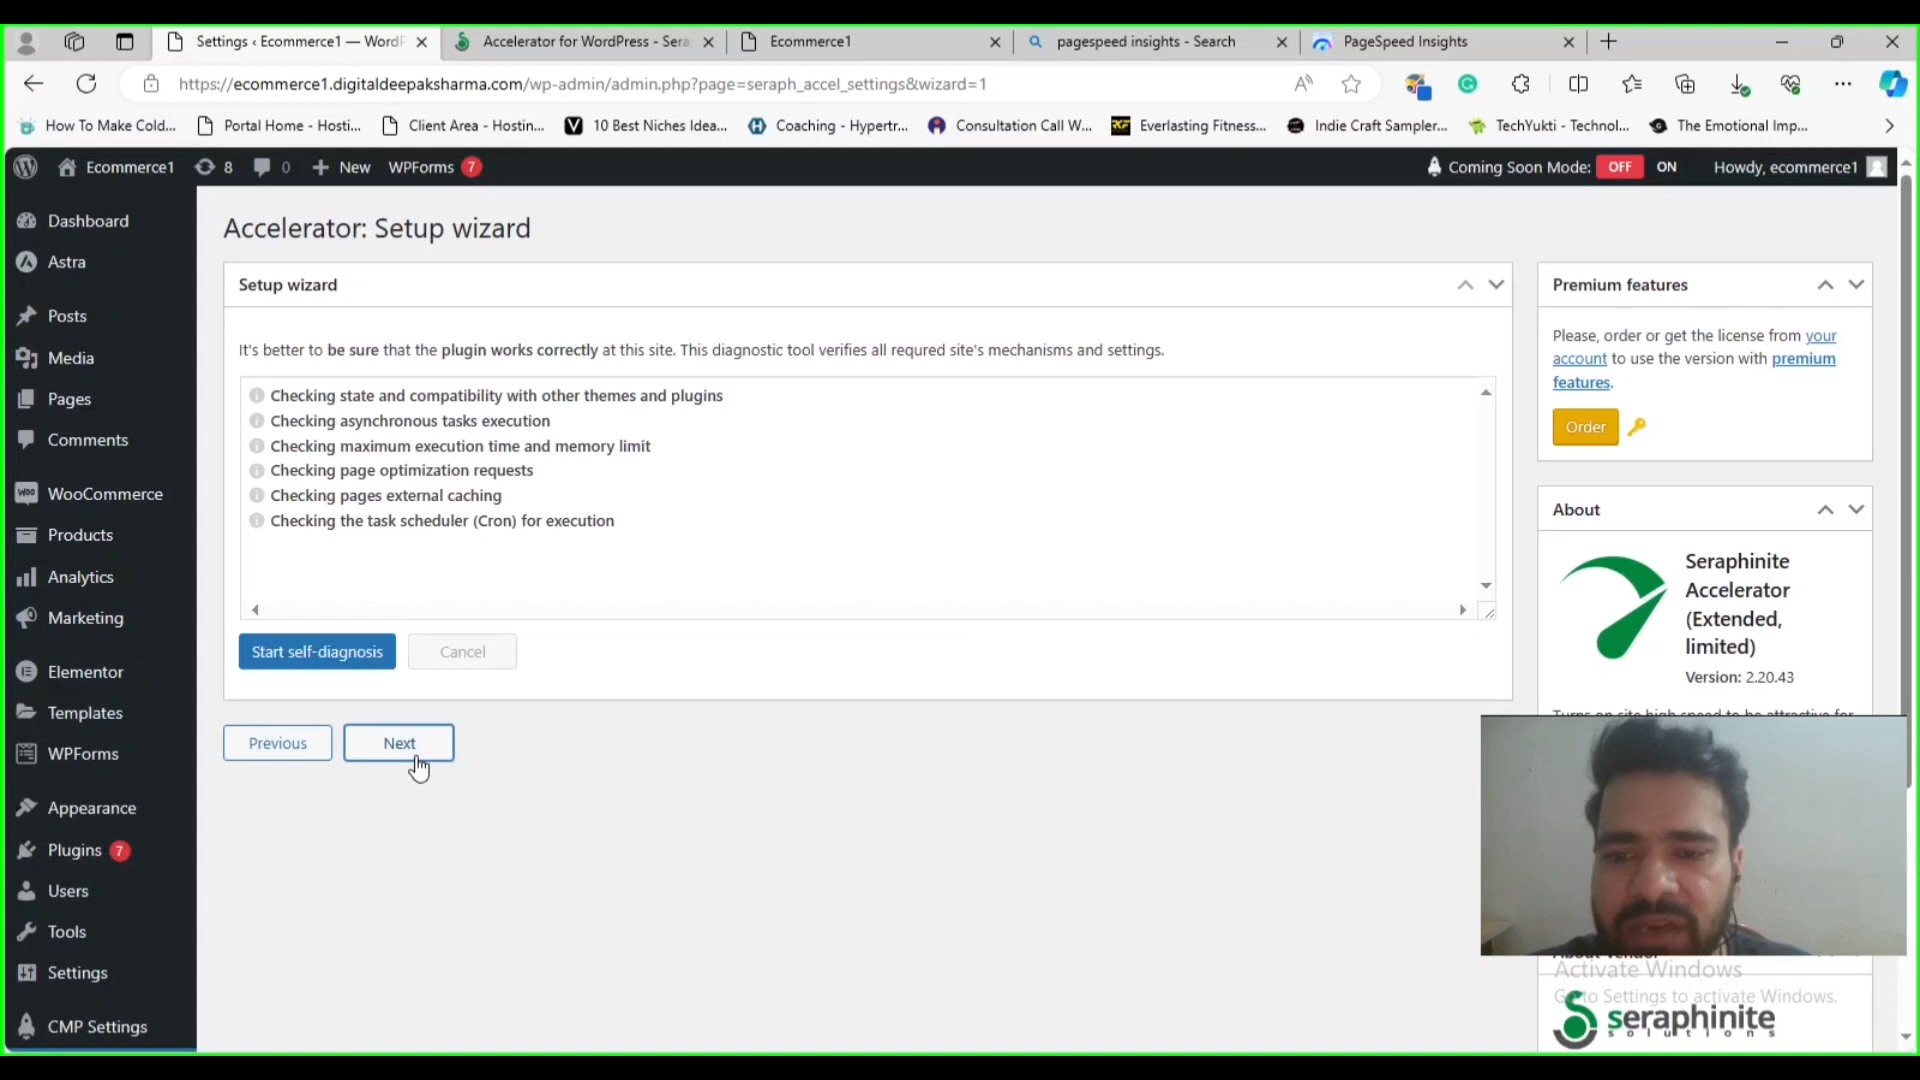 Settings ‹ Ecommerce1 — WordP
Accelerator for WordPress - Sera
Ecommerce1
pagespeed insights - Search
PageSpeed Insights
https://ecommerce1.digitaldeepaksharma.com/wp-admin/admin.php?page=seraph_accel_settings&wizard=1
How To Make Cold...
Portal Home - Hosti...
Client Area - Hostin...
10 Best Niches Idea...
Coaching - Hypertr...
Consultation Call W...
Everlasting Fitness...
Indie Craft Sampler...
TechYukti - Technol...
The Emotional Imp...
Ecommerce1
8
0
New
WPForms 7
Coming Soon Mode: OFF ON
Howdy, ecommerce1
Dashboard
Astra
Posts
Media
Pages
Comments
WooCommerce
Products
Analytics
Marketing
Elementor
Templates
WPForms
Appearance
Plugins 7
Users
Tools
Settings
CMP Settings
Accelerator: Setup wizard
Setup wizard
It's better to be sure that the plugin works correctly at this site. This diagnostic tool verifies all requred site's mechanisms and settings.
Checking state and compatibility with other themes and plugins
Checking asynchronous tasks execution
Checking maximum execution time and memory limit
Checking page optimization requests
Checking pages external caching
Checking the task scheduler (Cron) for execution
Start self-diagnosis
Cancel
Previous
Next
Premium features
Please, order or get the license from your
account to use the version with premium
features.
Order
About
Seraphinite
Accelerator
(Extended,
limited)
Version: 2.20.43
Activate Windows
Go to Settings to activate Windows.
seraphinite
solutions